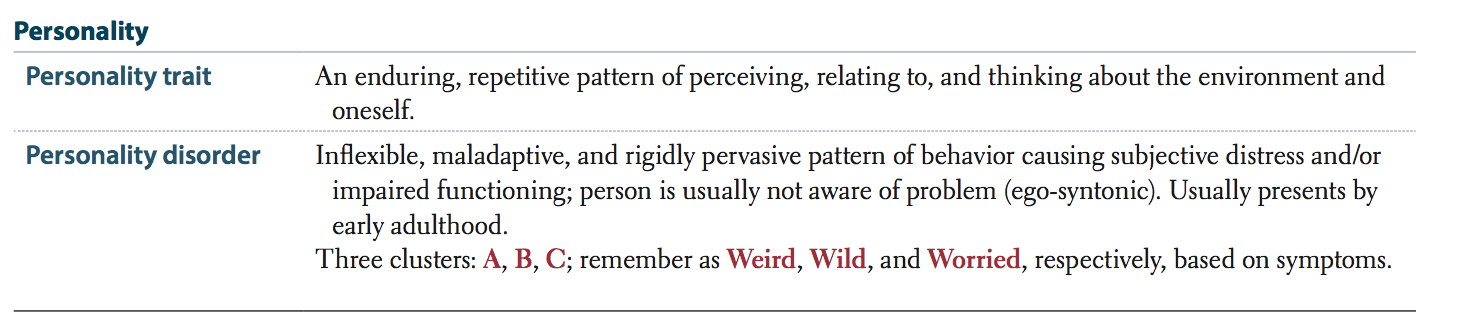 Personality
Personality trait
An enduring, repetitive pattern of perceiving, relating to, and thinking about the environment and
oneself.
Personality disorder
Inflexible, maladaptive, and rigidly pervasive pattern of behavior causing subjective distress and/or
impaired functioning; person is usually not aware of problem (ego-syntonic). Usually presents by
early adulthood.
Three clusters: A, B, C; remember as Weird, Wild, and Worried, respectively, based on symptoms.